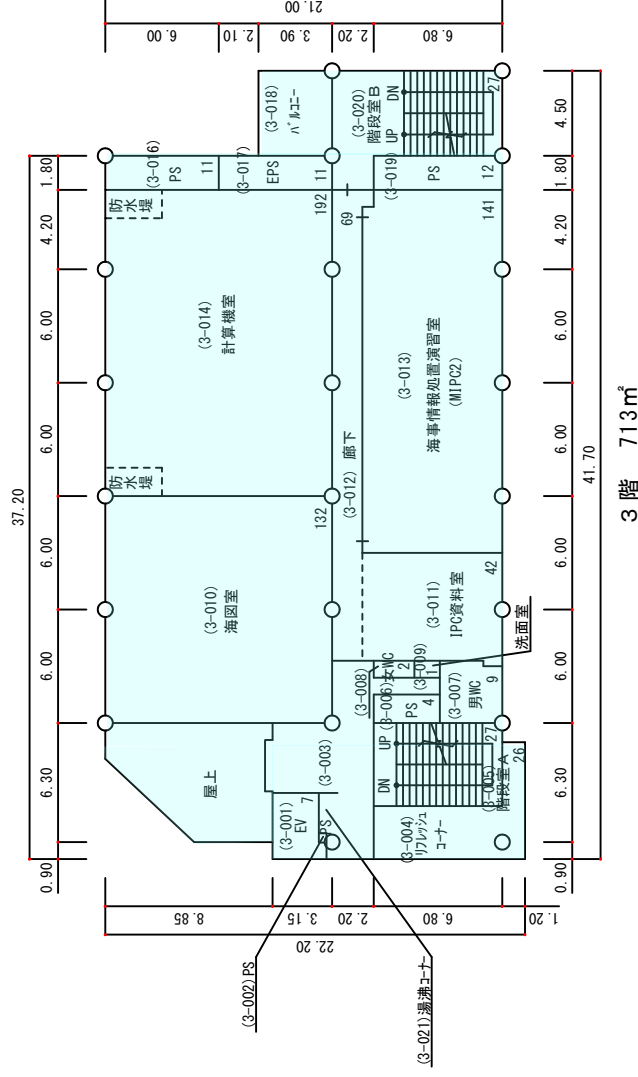 37.20
0.90
6.30
6.00
6.00
6.00
6.00
4.20
1.80
21.00
6.00
2.10
3.90
2.20
6.80
22.20
8.85
3.15
2.20
6.80
1.20
屋上
(3-010)
海図室
132
防水堤
(3-014)
計算機室
192
防水堤
(3-016)
PS
11
(3-017)
EPS
11
(3-018)
バルコニー
(3-001)
EV
7
EPS
(3-003)
(3-012) 廊下
69
(3-020)
階段室B
UP
DN
27
(3-019)
PS
12
(3-004)
リフレッシュ
コーナー
DN
UP
27
(3-005)
階段室A
26
(3-006)
PS
4
(3-008)
女WC
2
(3-009)
1
(3-007)
男WC
9
(3-011)
IPC資料室
42
(3-013)
海事情報処置演習室
(MIPC2)
141
(3-002)PS
(3-021)湯沸コーナー
洗面室
0.90
6.30
6.00
6.00
6.00
6.00
4.20
1.80
4.50
41.70
3階 713㎡